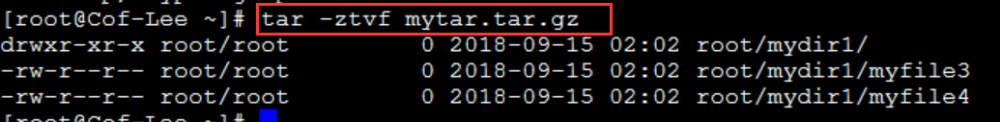 [root@Cof-Lee ~]# tar -ztvf mytar.tar.gz
drwxr-xr-x root/root         0 2018-09-15 02:02 root/mydir1/
-rw-r--r-- root/root         0 2018-09-15 02:02 root/mydir1/myfile3
-rw-r--r-- root/root         0 2018-09-15 02:02 root/mydir1/myfile4
[root@Cof-Lee ~]#